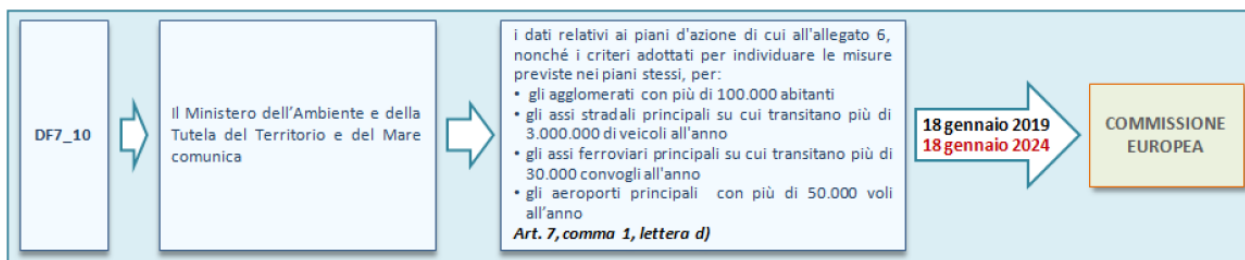 DF7_10
Il Ministero dell'Ambiente e della
Tutela del Territorio e del Mare
comunica
i dati relativi ai piani d'azione di cui all'allegato 6,
nonché i criteri adottati per individuare le misure
previste nei piani stessi, per:
• gli agglomerati con più di 100.000 abitanti
• gli assi stradali principali su cui transitano più di
3.000.000 di veicoli all'anno
• gli assi ferroviari principali su cui transitano più di
30.000 convogli all'anno
• gli aeroporti principali con più di 50.000 voli
all'anno
Art. 7, comma 1, lettera d)
18 gennaio 2019
18 gennaio 2024
COMMISSIONE
EUROPEA